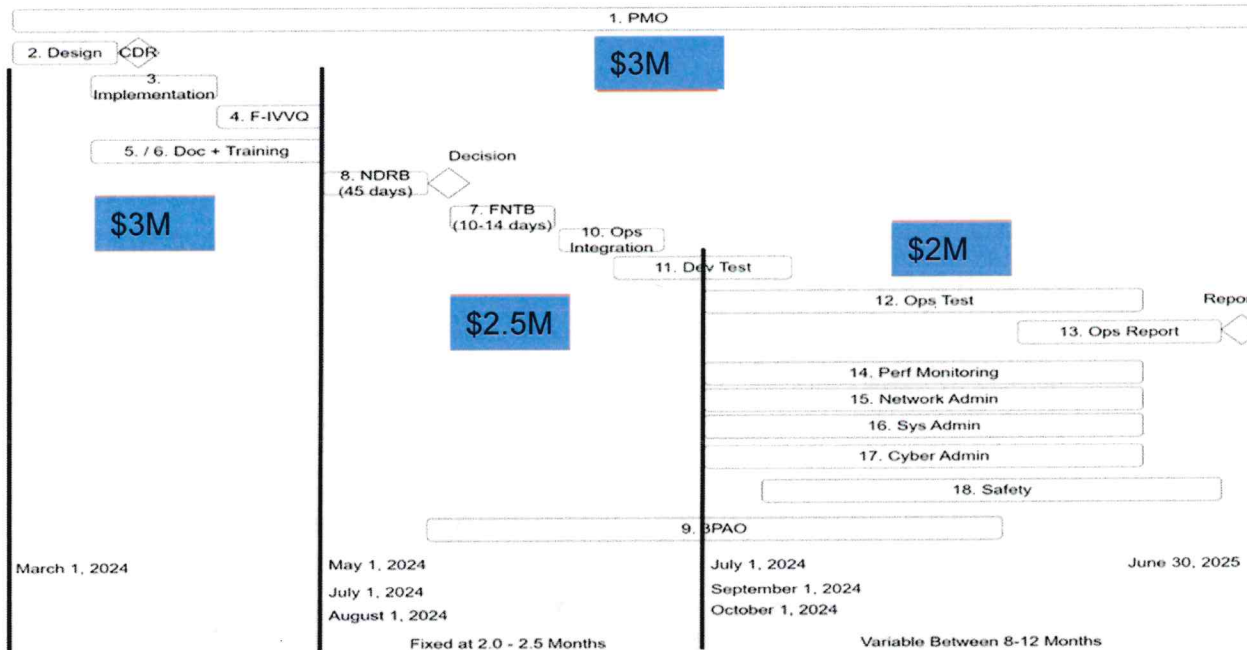 1. PMO
2. Design
CDR
$3M
3.
Implementation
4. F-IVVQ
5. / 6. Doc + Training
Decision
8. NDRB
(45 days)
$3M
7. FNTB
(10-14 days)
10. Ops
Integration
$2M
11. Dev Test
12. Ops Test
Repor
$2.5M
13. Ops Report
14. Perf Monitoring
15. Network Admin
16. Sys Admin
17. Cyber Admin
18. Safety
9. BPAO
March 1, 2024
May 1, 2024
July 1, 2024
June 30, 2025
July 1, 2024
September 1, 2024
August 1, 2024
October 1, 2024
Fixed at 2.0 - 2.5 Months
Variable Between 8-12 Months